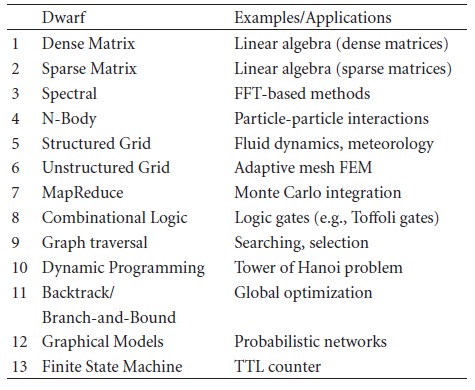 Dwarf Examples/Applications
1 Dense Matrix Linear algebra (dense matrices)
2 Sparse Matrix Linear algebra (sparse matrices)
3 Spectral FFT-based methods
4 N-Body Particle-particle interactions
5 Structured Grid Fluid dynamics, meteorology
6 Unstructured Grid Adaptive mesh FEM
7 MapReduce Monte Carlo integration
8 Combinational Logic Logic gates (e.g., Toffoli gates)
9 Graph traversal Searching, selection
10 Dynamic Programming Tower of Hanoi problem
11 Backtrack/ Global optimization
Branch-and-Bound
12 Graphical Models Probabilistic networks
13 Finite State Machine TTL counter